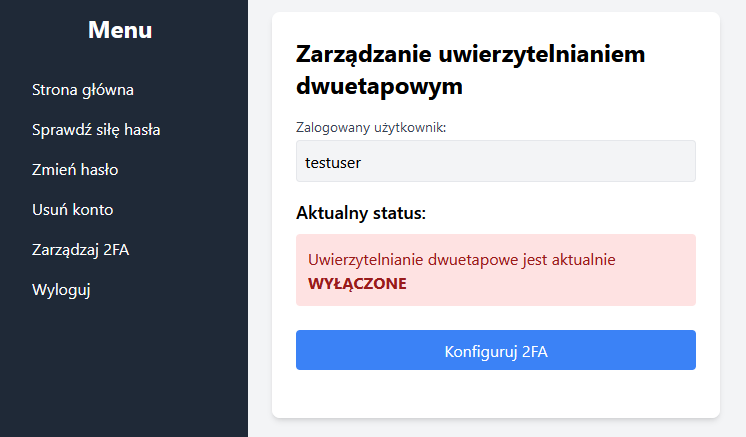 Menu
Strona główna
Sprawdź siłę hasła
Zmień hasło
Usuń konto
Zarządzaj 2FA
Wyloguj
Zarządzanie uwierzytelnianiem
dwuetapowym
Zalogowany użytkownik:
testuser
Aktualny status:
Uwierzytelnianie dwuetapowe jest aktualnie
WYŁĄCZONE
Konfiguruj 2FA